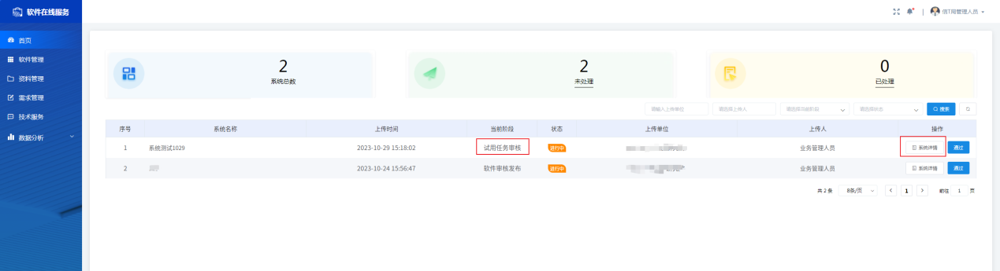 软件在线服务
信IT局管理人员
首页
软件管理
资料管理
需求管理
技术服务
数据分析
2
系统总数
2
未处理
0
已处理
请输入上传单位 请选择上传人 请选择当前阶段 请选择状态 搜索
序号 系统名称 上传时间 当前阶段 状态 上传单位 上传人 操作
1 系统测试1029 2023-10-29 15:18:02 试用任务审核 进行中 业务管理人员 系统详情 通过
2 2023-10-24 15:56:47 软件审核发布 进行中 业务管理人员 系统详情 通过
共 2 条 8条/页 1 前往 1 页